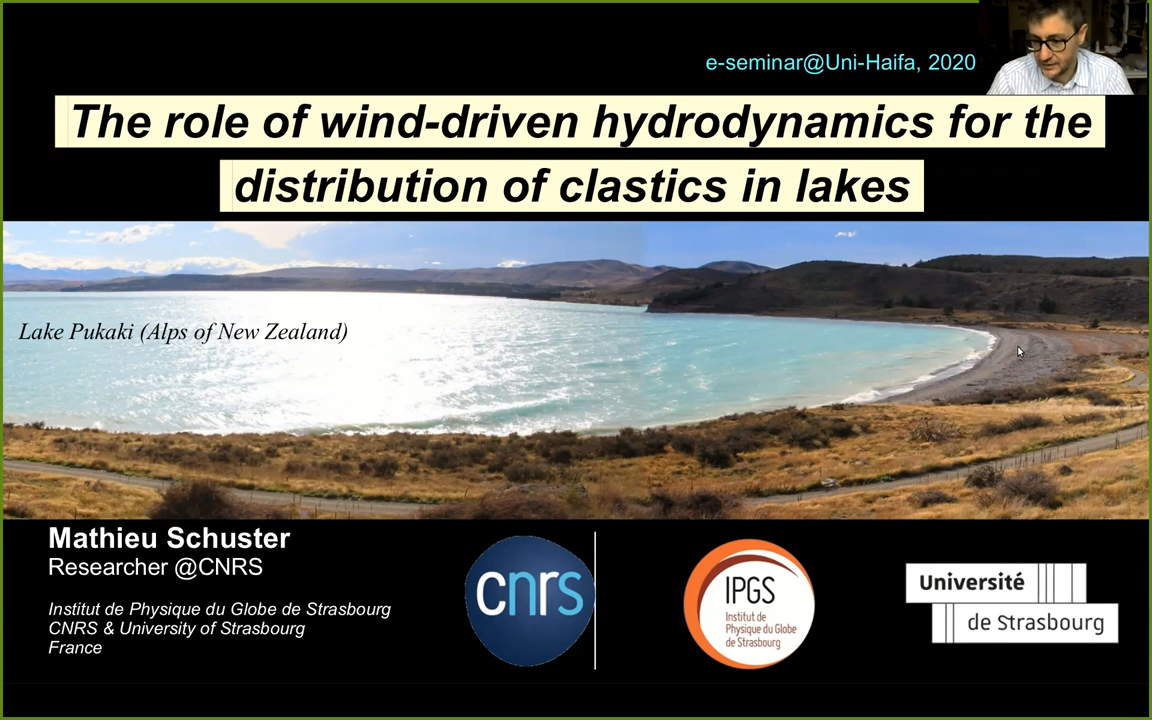 e-seminar@Uni-Haifa, 2020
The role of wind-driven hydrodynamics for the
distribution of clastics in lakes
Lake Pukaki (Alps of New Zealand)
Mathieu Schuster
Researcher @CNRS
Institut de Physique du Globe de Strasbourg
CNRS & University of Strasbourg
France
cnrs
IPGS
Institut de
Physique du Globe
de Strasbourg
Université
de Strasbourg